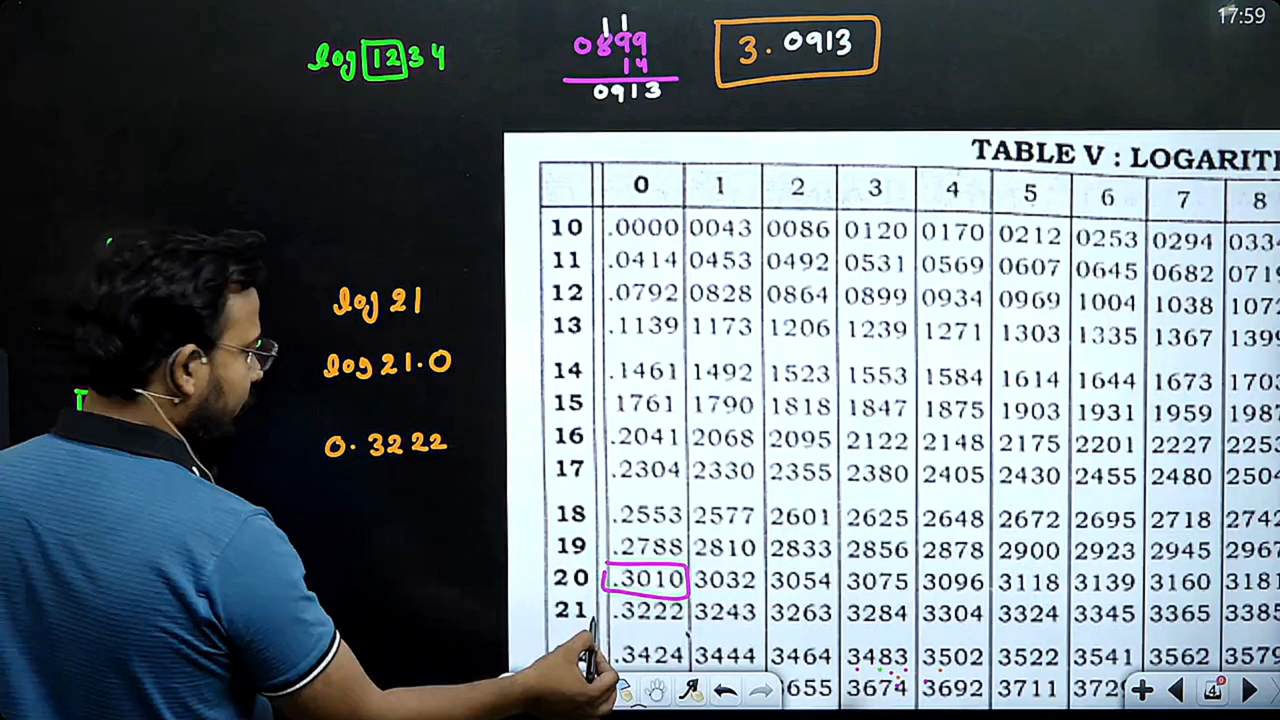 17:59
log 1234
11
0899
14
0913
3.0913
TABLE V : LOGARITH
0 1 2 3 4 5 6 7 8
10 .0000 0043 0086 0120 0170 0212 0253 0294 0334
11 .0414 0453 0492 0531 0569 0607 0645 0682 0719
12 .0792 0828 0864 0899 0934 0969 1004 1038 107
13 .1139 1173 1206 1239 1271 1303 1335 1367 1399
14 .1461 1492 1523 1553 1584 1614 1644 1673 1703
15 1761 1790 1818 1847 1875 1903 1931 1959 1987
16 .2041 2068 2095 2122 2148 2175 2201 2227 2253
17 .2304 2330 2355 2380 2405 2430 2455 2480 2504
18 .2553 2577 2601 2625 2648 2672 2695 2718 2742
19 .2788 2810 2833 2856 2878 2900 2923 2945 2967
20 .3010 3032 3054 3075 3096 3118 3139 3160 3181
21 .3222 3243 3263 3284 3304 3324 3345 3365 3385
.3424 3444 3464 3483 3502 3522 3541 3562 3579
655 3674 3692 3711 372
log 21
log 21.0
0.3222
4